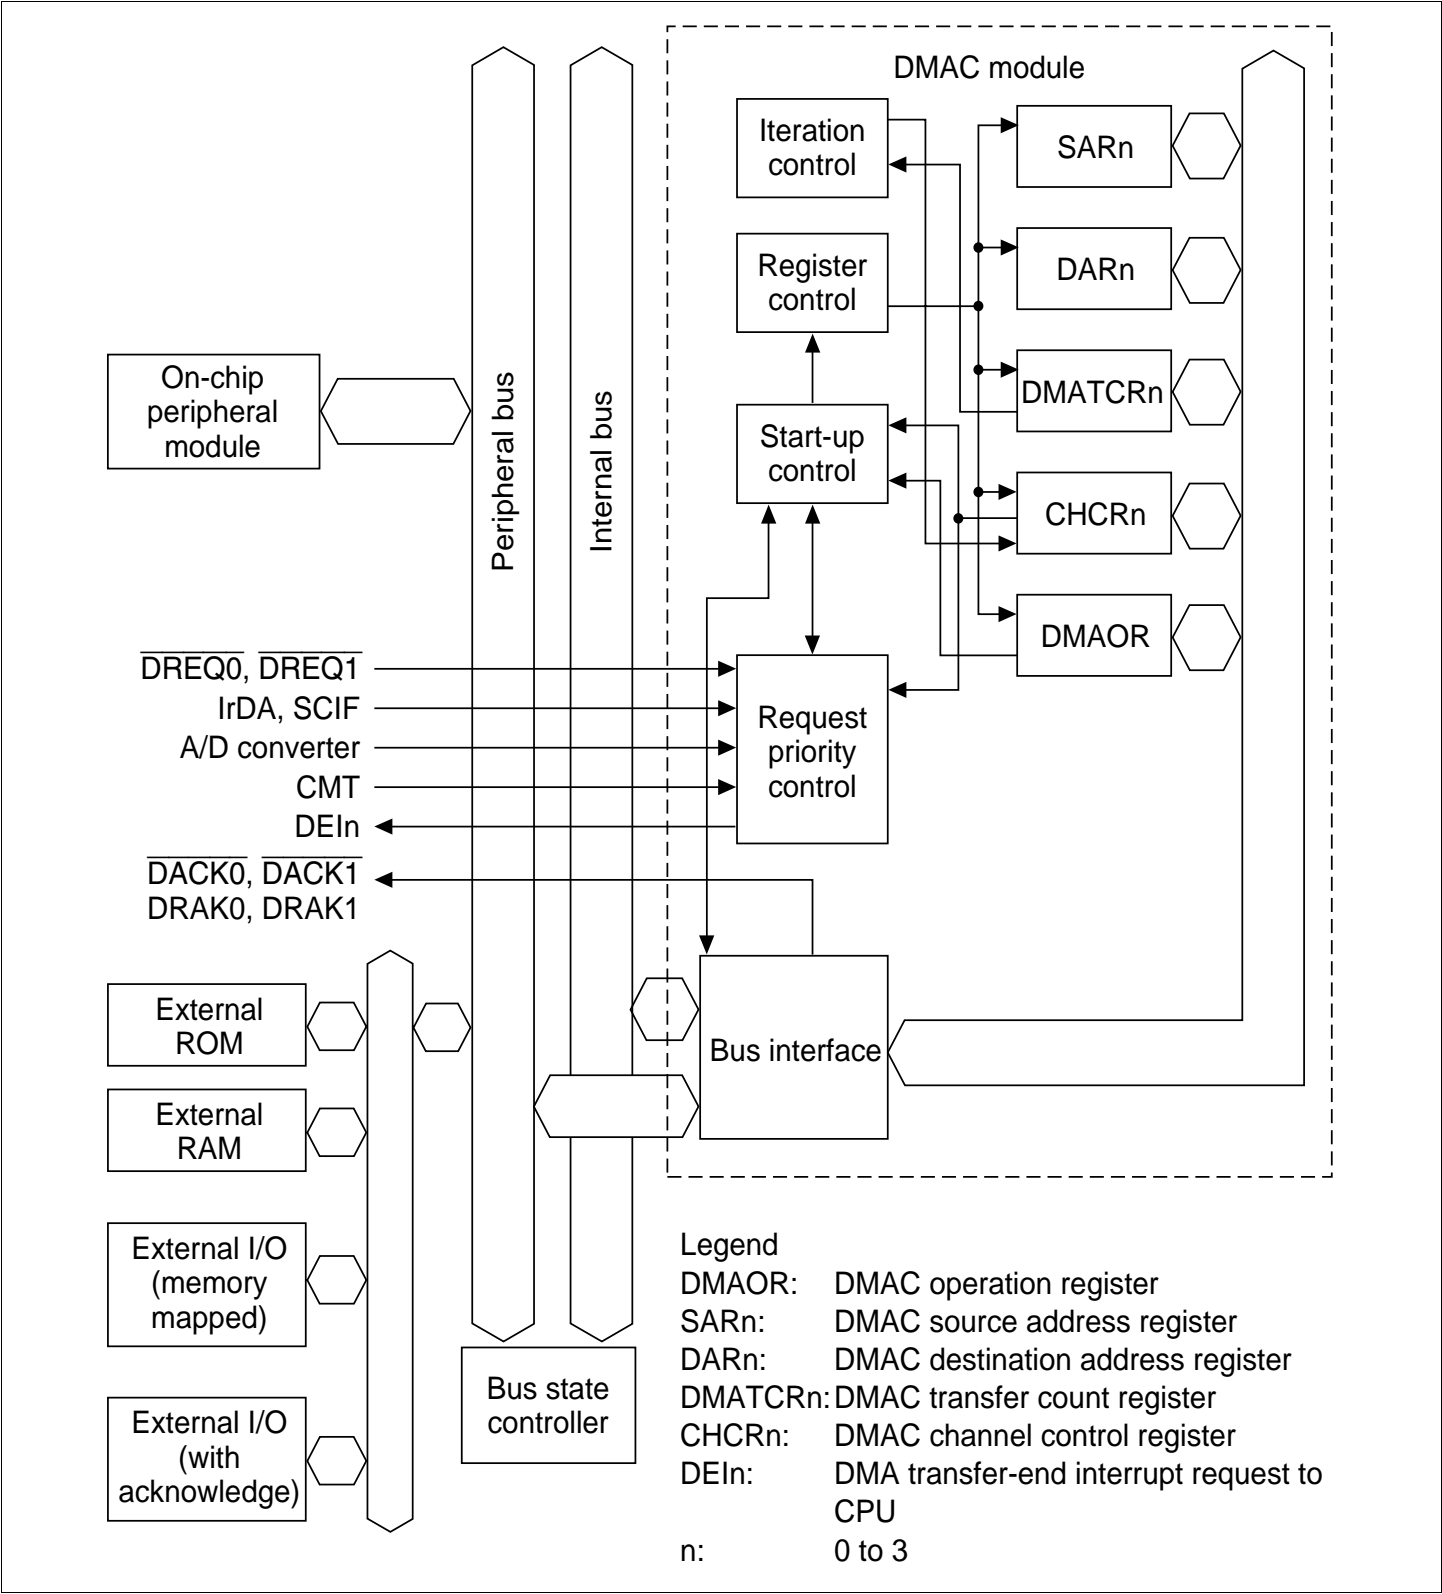 DMAC module
Iteration
control
SARn
Register
control
DARn
On-chip
peripheral
module
Peripheral bus
Internal bus
DMATCRn
Start-up
control
CHCRn
DMAOR
DREQ0, DREQ1
IrDA, SCIF
A/D converter
CMT
DEIn
Request
priority
control
DACK0, DACK1
DRAK0, DRAK1
External
ROM
Bus interface
External
RAM
External I/O
(memory
mapped)
External I/O
(with
acknowledge)
Bus state
controller
Legend
DMAOR: DMAC operation register
SARn: DMAC source address register
DARn: DMAC destination address register
DMATCRn: DMAC transfer count register
CHCRn: DMAC channel control register
DEIn: DMA transfer-end interrupt request to
CPU
n: 0 to 3